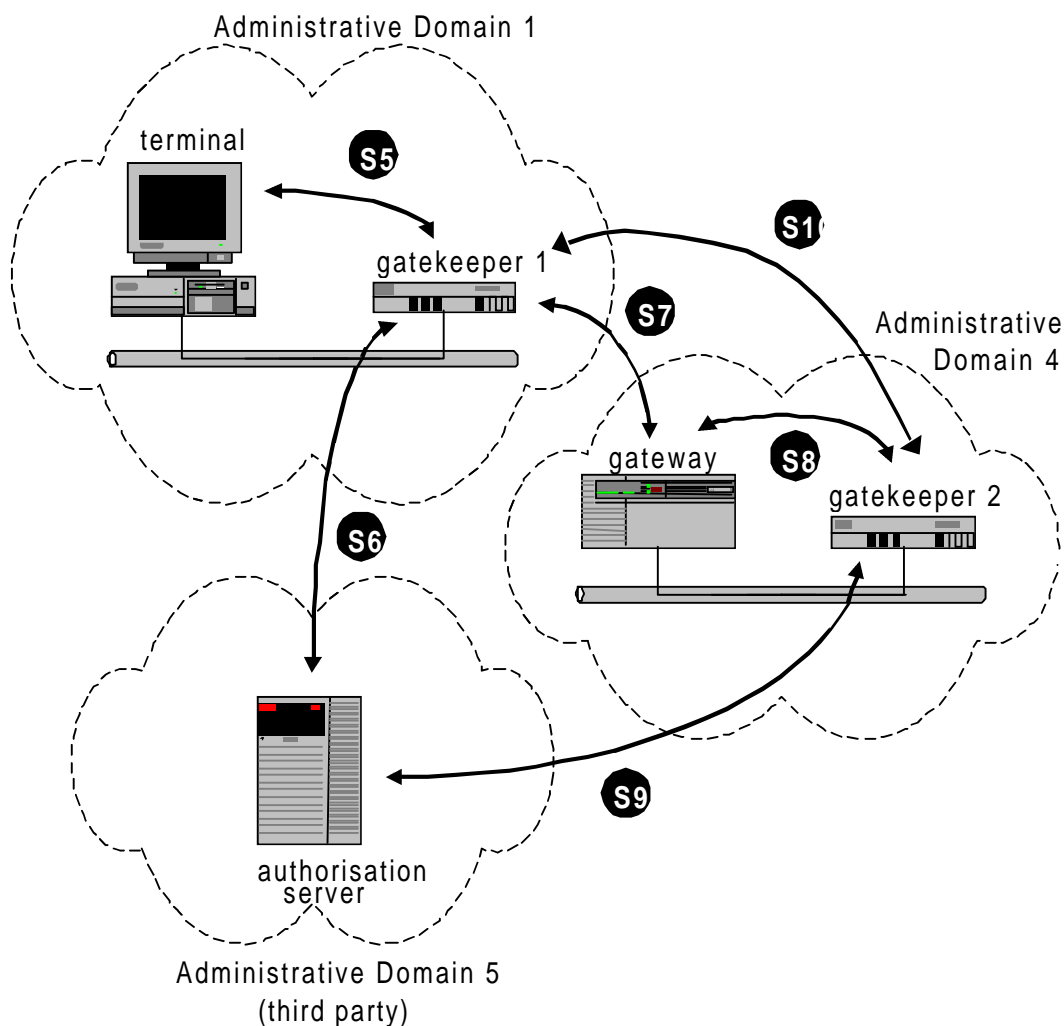 Administrative Domain 1
terminal
S5
S10
gatekeeper 1
S7
Administrative
Domain 4
gateway
S8
gatekeeper 2
S6
S9
authorisation
server
Administrative Domain 5
(third party)